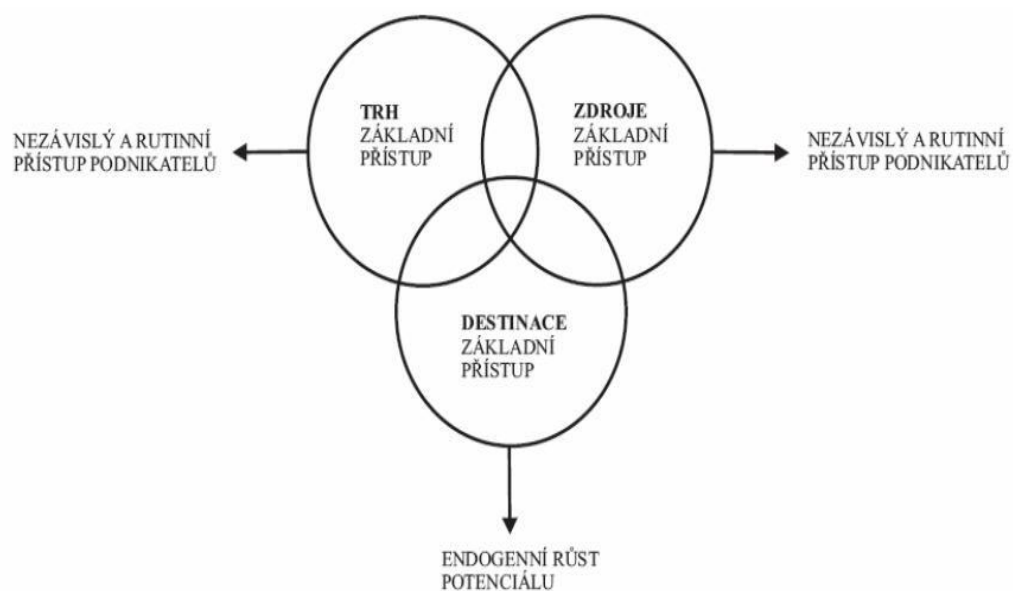 TRH
ZÁKLADNÍ
PŘÍSTUP
ZDROJE
ZÁKLADNÍ
PŘÍSTUP
NEZÁVISLÝ A RUTINNÍ
PŘÍSTUP PODNIKATELŮ
NEZÁVISLÝ A RUTINNÍ
PŘÍSTUP PODNIKATELŮ
DESTINACE
ZÁKLADNÍ
PŘÍSTUP
ENDOGENNÍ RŮST
POTENCIÁLU